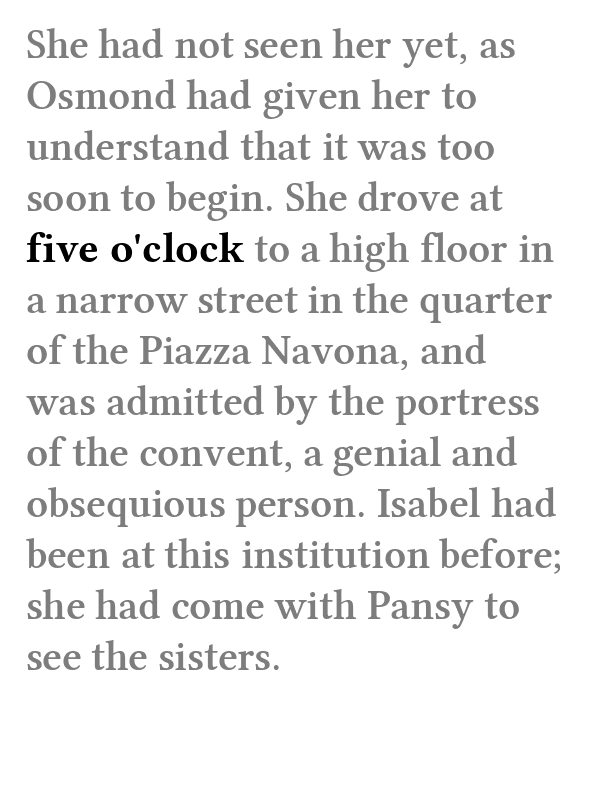 She had not seen her yet, as
Osmond had given her to
understand that it was too
soon to begin. She drove at
five o'clock to a high floor in
a narrow street in the quarter
of the Piazza Navona, and
was admitted by the portress
of the convent, a genial and
obsequious person. Isabel had
been at this institution before;
she had come with Pansy to
see the sisters.